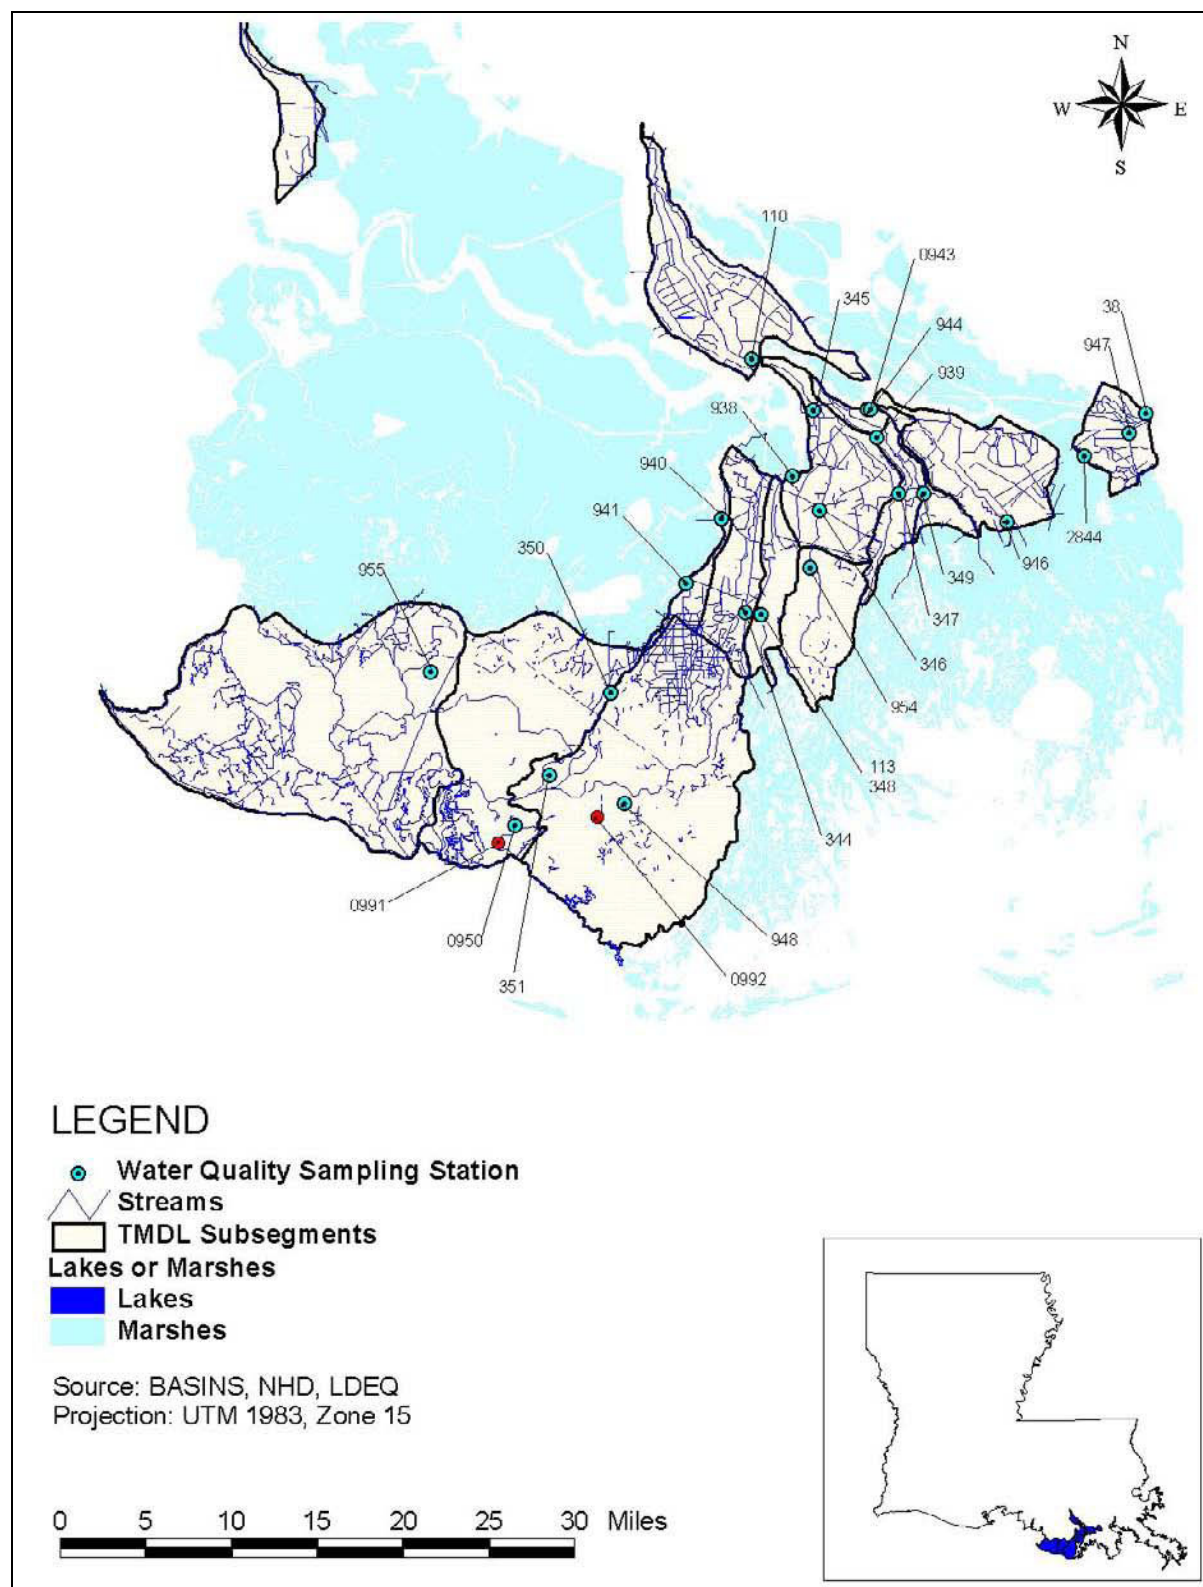 N
W E
S
110
0943
345
944
38
947
939
938
940
941
350
955
2844
946
349
347
346
954
113
348
344
0991
0950
948
0992
351
LEGEND
Water Quality Sampling Station
Streams
TMDL Subsegments
Lakes or Marshes
Lakes
Marshes
Source: BASINS, NHD, LDEQ
Projection: UTM 1983, Zone 15
0 5 10 15 20 25 30 Miles